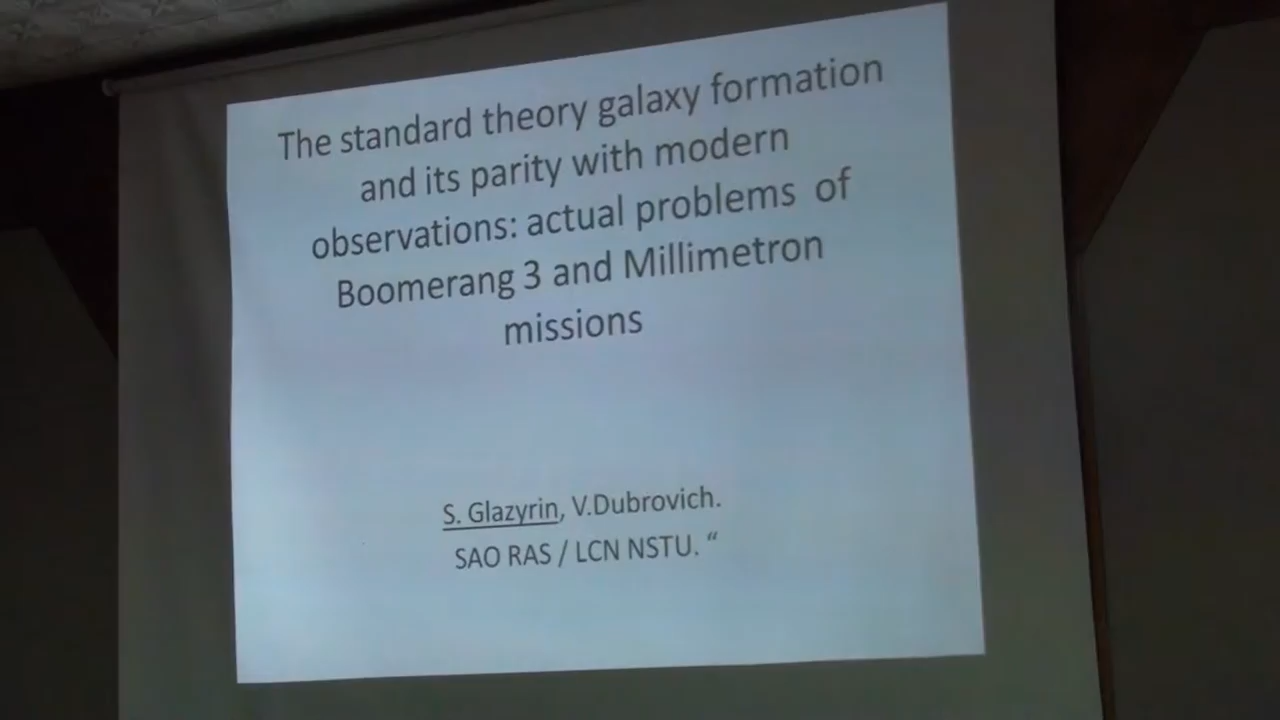 The standard theory galaxy formation
and its parity with modern
observations: actual problems of
Boomerang 3 and Millimetron
missions
S. Glazyrin, V.Dubrovich.
SAO RAS / LCN NSTU. “